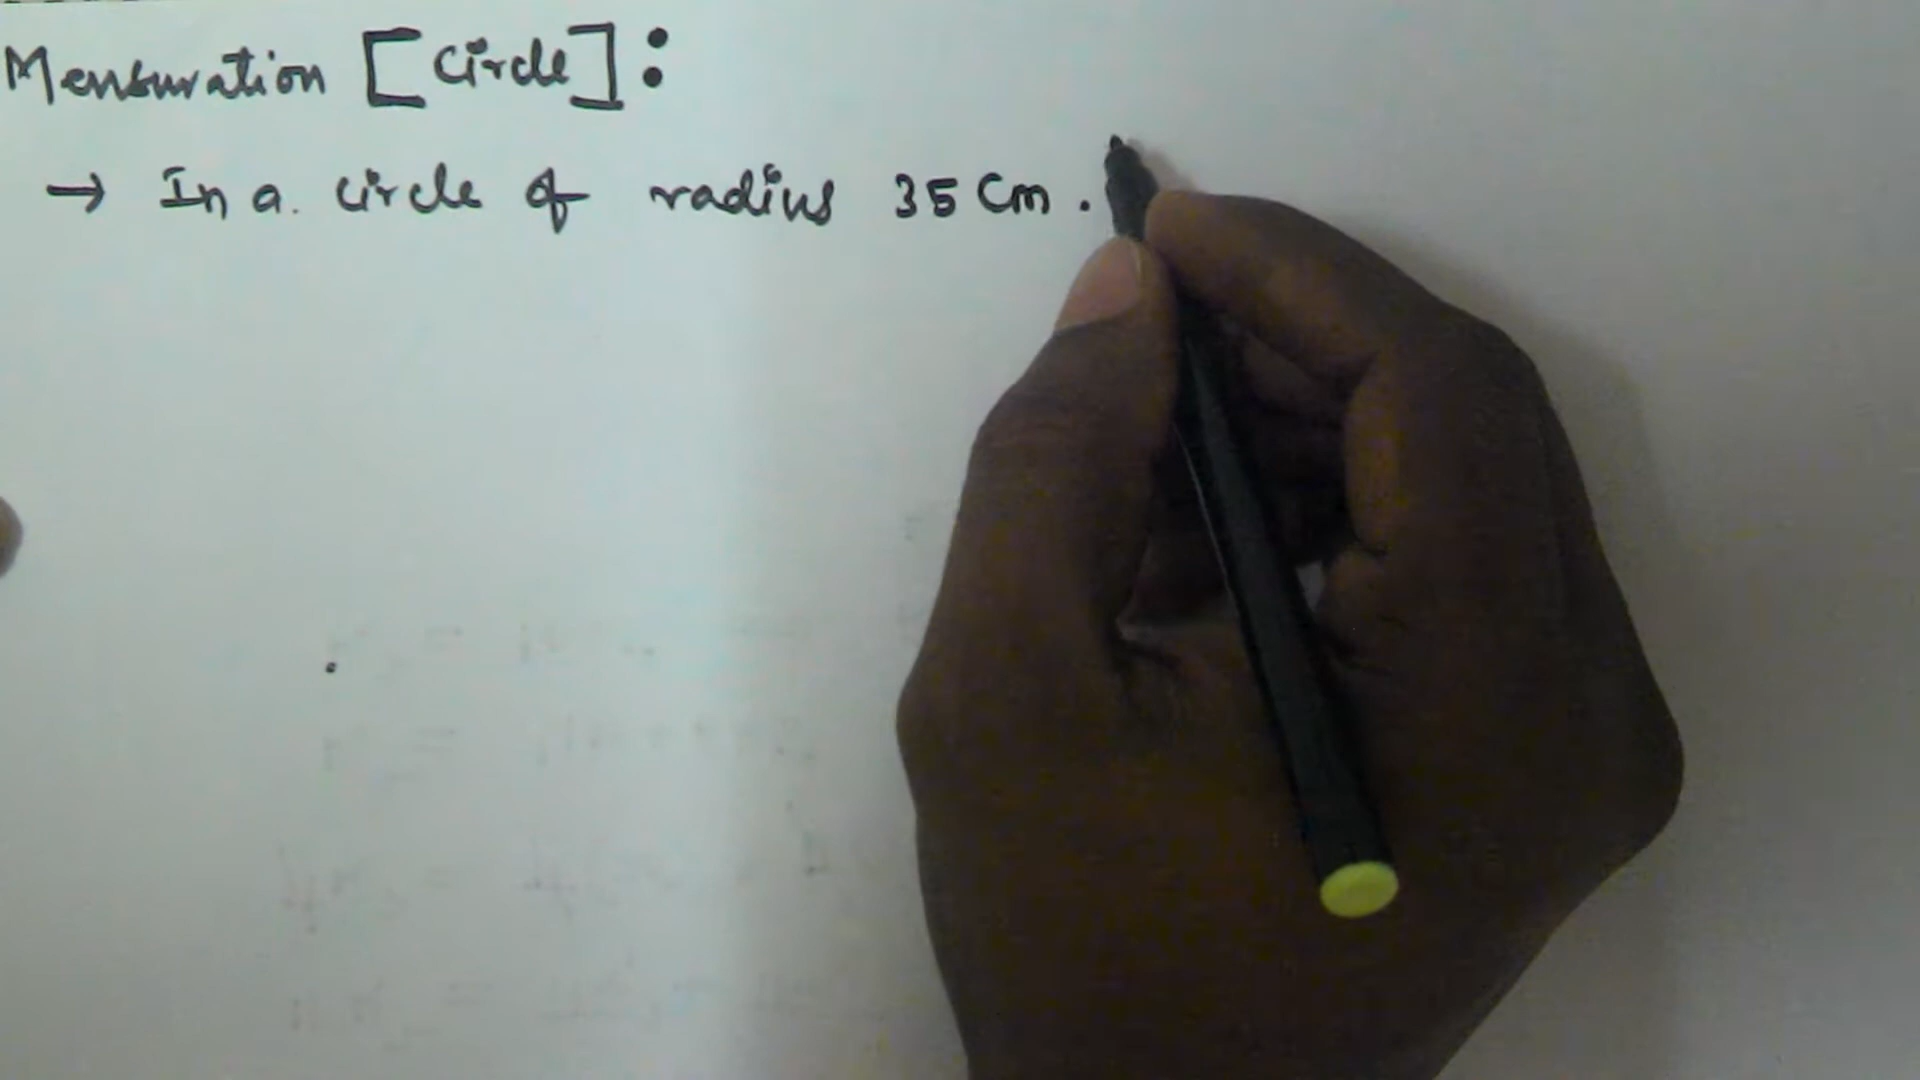 Mensuration [Circle]:
→ In a. circle of radius 35 Cm.